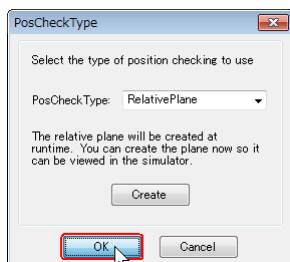 PosCheckType
Select the type of position checking to use
PosCheckType: RelativePlane
The relative plane will be created at
runtime. You can create the plane now so it
can be viewed in the simulator.
Create
OK Cancel